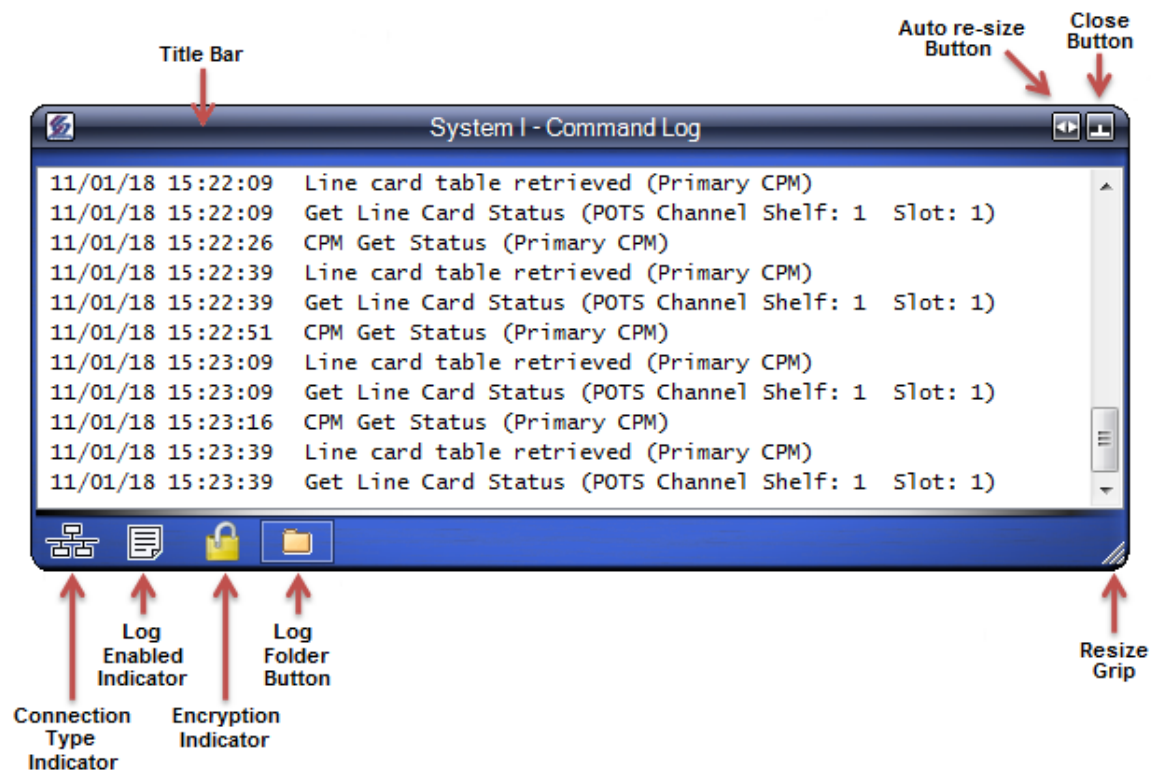 Title Bar
Auto re-size
Button
Close
Button
System I - Command Log
11/01/18 15:22:09 Line card table retrieved (Primary CPM)
11/01/18 15:22:09 Get Line Card Status (POTS Channel Shelf: 1 Slot: 1)
11/01/18 15:22:26 CPM Get Status (Primary CPM)
11/01/18 15:22:39 Line card table retrieved (Primary CPM)
11/01/18 15:22:39 Get Line Card Status (POTS Channel Shelf: 1 Slot: 1)
11/01/18 15:22:51 CPM Get Status (Primary CPM)
11/01/18 15:23:09 Line card table retrieved (Primary CPM)
11/01/18 15:23:09 Get Line Card Status (POTS Channel Shelf: 1 Slot: 1)
11/01/18 15:23:16 CPM Get Status (Primary CPM)
11/01/18 15:23:39 Line card table retrieved (Primary CPM)
11/01/18 15:23:39 Get Line Card Status (POTS Channel Shelf: 1 Slot: 1)
Log
Enabled
Indicator
Log
Folder
Button
Resize
Grip
Connection
Type
Indicator
Encryption
Indicator